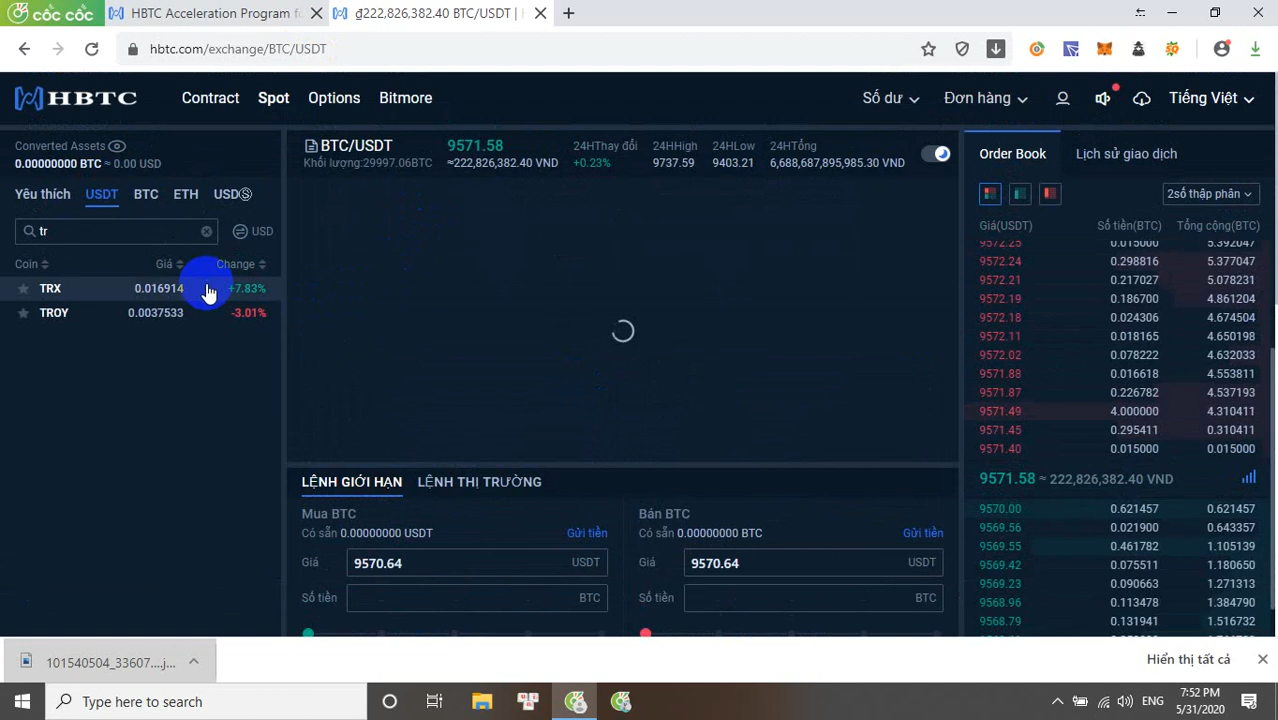 cốc cốc
HBTC Acceleration Program fo
₫222,826,382.40 BTC/USDT |
hbtc.com/exchange/BTC/USDT
HBTC
Contract
Spot
Options
Bitmore
Số dư
Đơn hàng
Tiếng Việt
Converted Assets
0.00000000 BTC ≈ 0.00 USD
Yêu thích USDT BTC ETH USDⓈ
tr
USD
Coin Giá Change
TRX 0.016914 +7.83%
TROY 0.0037533 -3.01%
BTC/USDT
Khối lượng:29997.06BTC
9571.58
≈222,826,382.40 VND
24HThay đổi
+0.23%
24HHigh
9737.59
24HLow
9403.21
24HTổng
6,688,687,895,985.30 VND
LỆNH GIỚI HẠN LỆNH THỊ TRƯỜNG
Mua BTC
Có sẵn 0.00000000 USDT Gửi tiền
Giá 9570.64 USDT
Số tiền BTC
Bán BTC
Có sẵn 0.00000000 BTC Gửi tiền
Giá 9570.64 USDT
Số tiền BTC
Order Book Lịch sử giao dịch
2số thập phân
Giá(USDT) Số tiền(BTC) Tổng cộng(BTC)
9572.25 0.015000 5.392047
9572.24 0.298816 5.377047
9572.21 0.217027 5.078231
9572.19 0.186700 4.861204
9572.18 0.024306 4.674504
9572.11 0.018165 4.650198
9572.02 0.078222 4.632033
9571.88 0.016618 4.553811
9571.87 0.226782 4.537193
9571.49 4.000000 4.310411
9571.45 0.295411 0.310411
9571.40 0.015000 0.015000
9571.58 ≈ 222,826,382.40 VND
9570.00 0.621457 0.621457
9569.56 0.021900 0.643357
9569.55 0.461782 1.105139
9569.42 0.075511 1.180650
9569.23 0.090663 1.271313
9568.96 0.113478 1.384790
9568.79 0.131941 1.516732
101540504_33607....j...
Hiển thị tất cả
Type here to search
ENG
7:52 PM
5/31/2020